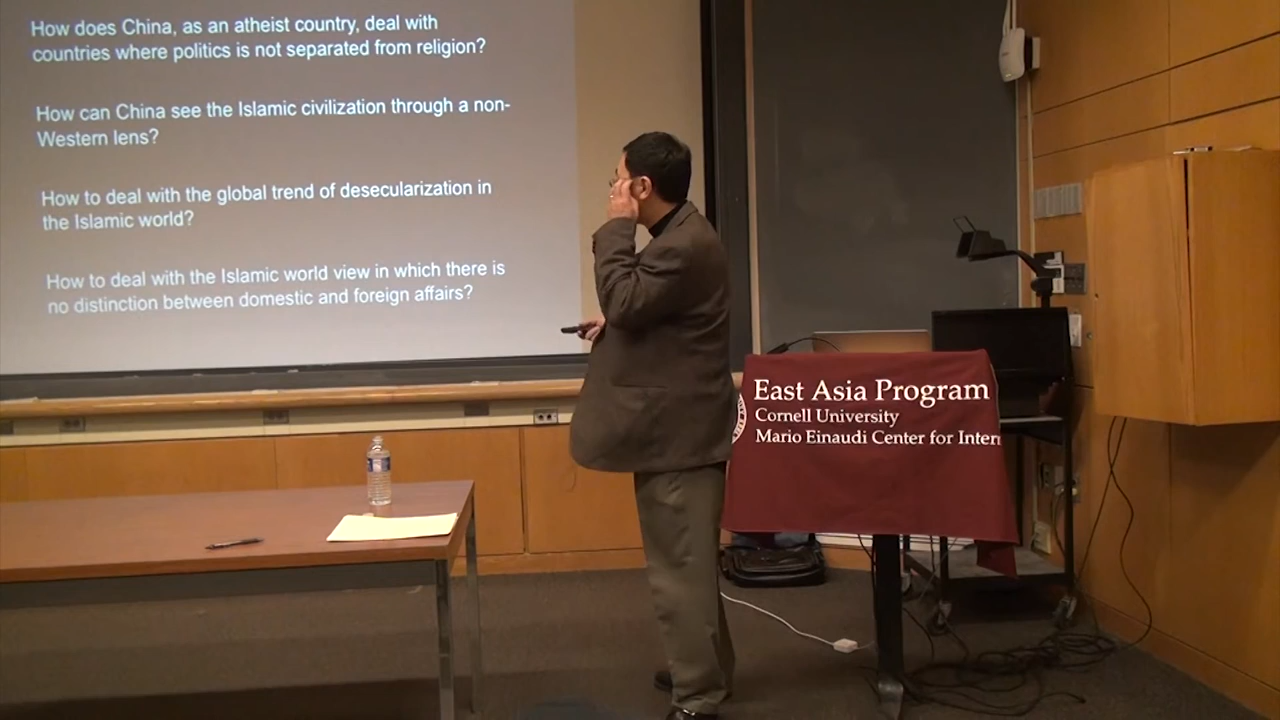 How does China, as an atheist country, deal with
countries where politics is not separated from religion?
How can China see the Islamic civilization through a non-
Western lens?
How to deal with the global trend of desecularization in
the Islamic world?
How to deal with the Islamic world view in which there is
no distinction between domestic and foreign affairs?
East Asia Program
Cornell University
Mario Einaudi Center for Intern